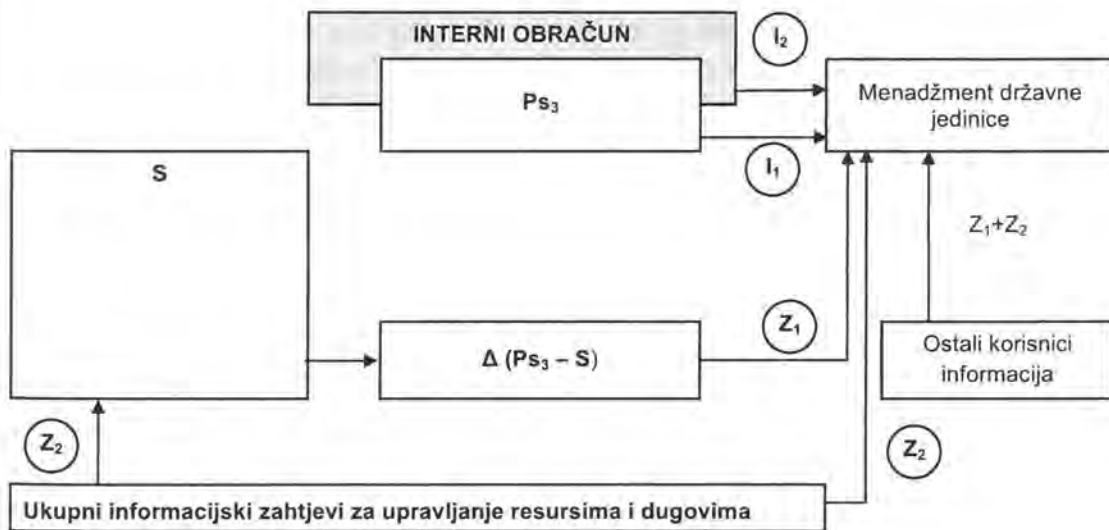 INTERNI OBRAČUN
I₂
Ps₃
Menadžment državne
jedinice
I₁
S
Z₁+Z₂
Z₁
Δ (Ps₃ – S)
Ostali korisnici
informacija
Z₂
Z₂
Ukupni informacijski zahtjevi za upravljanje resursima i dugovima